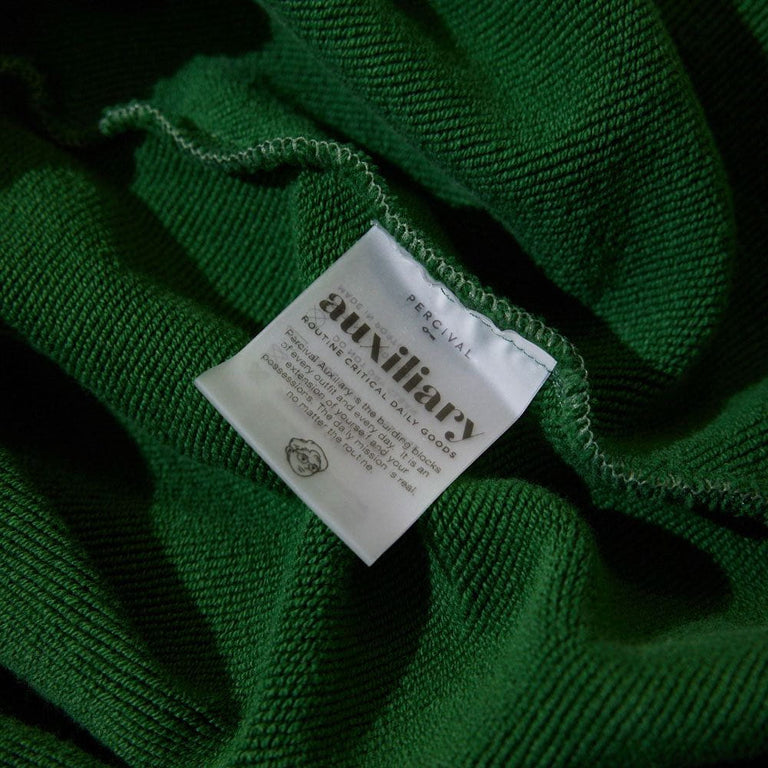 PERCIVAL
auxiliary
ROUTINE CRITICAL DAILY GOODS
Percival Auxiliary is the building blocks
of every outfit and every day. It is an
extension of yourself and your
possessions. The daily mission is real,
no matter the routine.